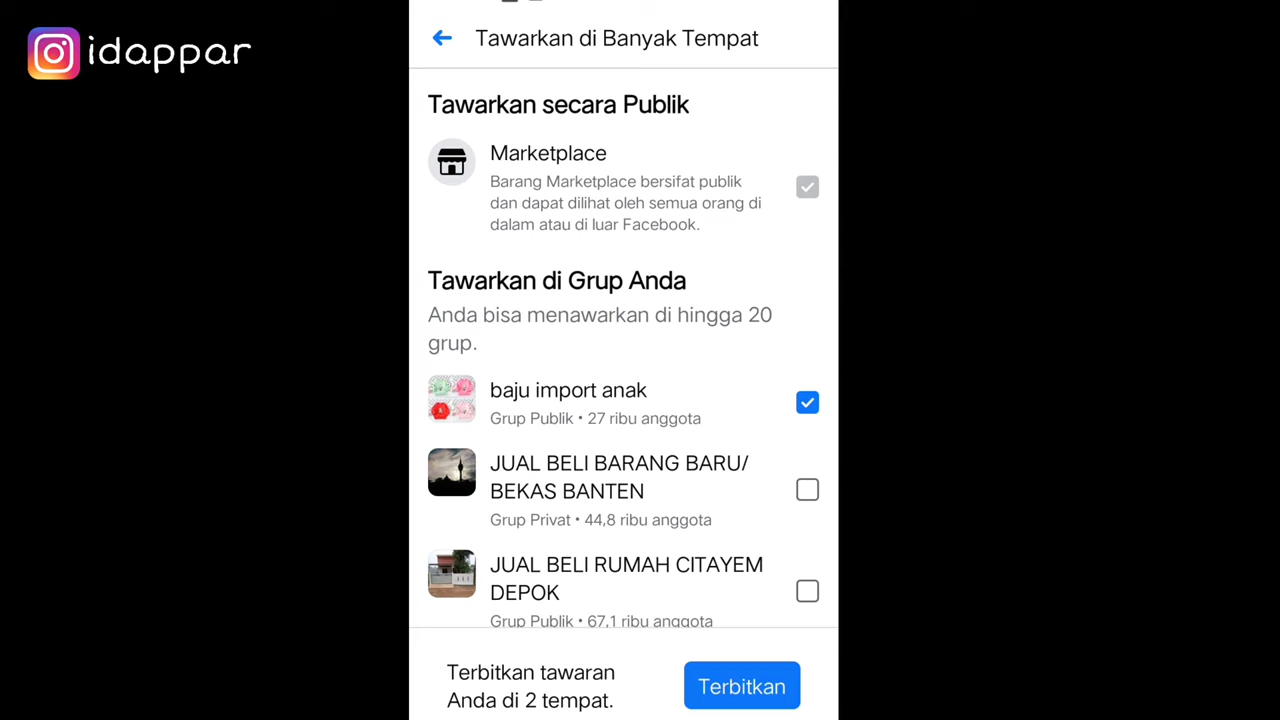 idappar
Tawarkan di Banyak Tempat
Tawarkan secara Publik
Marketplace
Barang Marketplace bersifat publik
dan dapat dilihat oleh semua orang di
dalam atau di luar Facebook.
Tawarkan di Grup Anda
Anda bisa menawarkan di hingga 20
grup.
baju import anak
Grup Publik • 27 ribu anggota
JUAL BELI BARANG BARU/
BEKAS BANTEN
Grup Privat • 44,8 ribu anggota
JUAL BELI RUMAH CITAYEM
DEPOK
Grup Publik • 67,1 ribu anggota
Terbitkan tawaran
Anda di 2 tempat.
Terbitkan